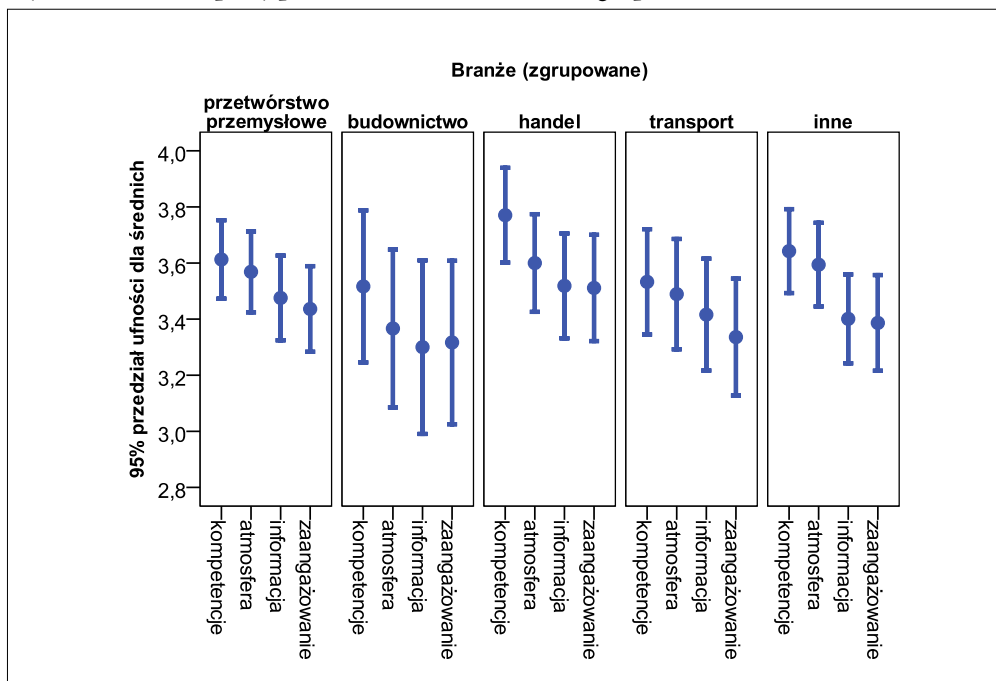 Branże (zgrupowane)
przetwórstwo
przemysłowe
budownictwo
handel
transport
inne
95% przedział ufności dla średnich
4,0
3,8
3,6
3,4
3,2
3,0
2,8
kompetencje
atmosfera
informacja
zaangażowanie
kompetencje
atmosfera
informacja
zaangażowanie
kompetencje
atmosfera
informacja
zaangażowanie
kompetencje
atmosfera
informacja
zaangażowanie
kompetencje
atmosfera
informacja
zaangażowanie